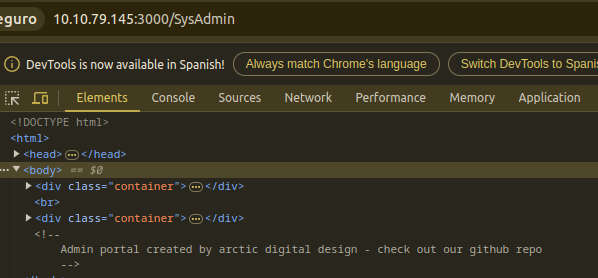 eguro 10.10.79.145:3000/SysAdmin
DevTools is now available in Spanish! Always match Chrome's language Switch DevTools to Spanis
Elements Console Sources Network Performance Memory Application
<!DOCTYPE html>
<html>
<head> … </head>
… <body> == $0
<div class="container"> … </div>
<br>
<div class="container"> … </div>
<!--
Admin portal created by arctic digital design - check out our github repo
-->